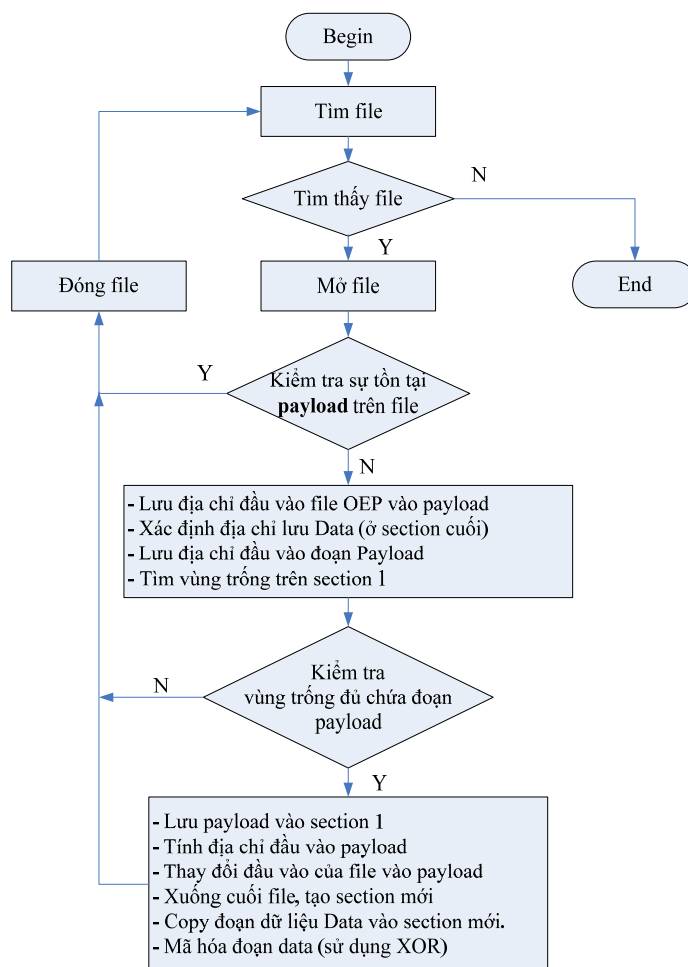 Begin
Tìm file
Tìm thấy file
N
Y
Đóng file
Mở file
End
Y
Kiểm tra sự tồn tại
payload trên file
N
- Lưu địa chỉ đầu vào file OEP vào payload
- Xác định địa chỉ lưu Data (ở section cuối)
- Lưu địa chỉ đầu vào đoạn Payload
- Tìm vùng trống trên section 1
Kiểm tra
vùng trống đủ chứa đoạn
payload
N
Y
- Lưu payload vào section 1
- Tính địa chỉ đầu vào payload
- Thay đổi đầu vào của file vào payload
- Xuống cuối file, tạo section mới
- Copy đoạn dữ liệu Data vào section mới.
- Mã hóa đoạn data (sử dụng XOR)